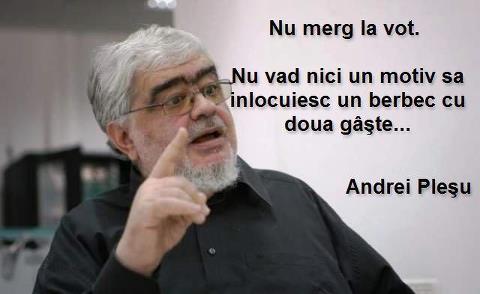 Nu merg la vot.
Nu vad nici un motiv sa
inlocuiesc un berbec cu
doua gâşte...
Andrei Pleşu